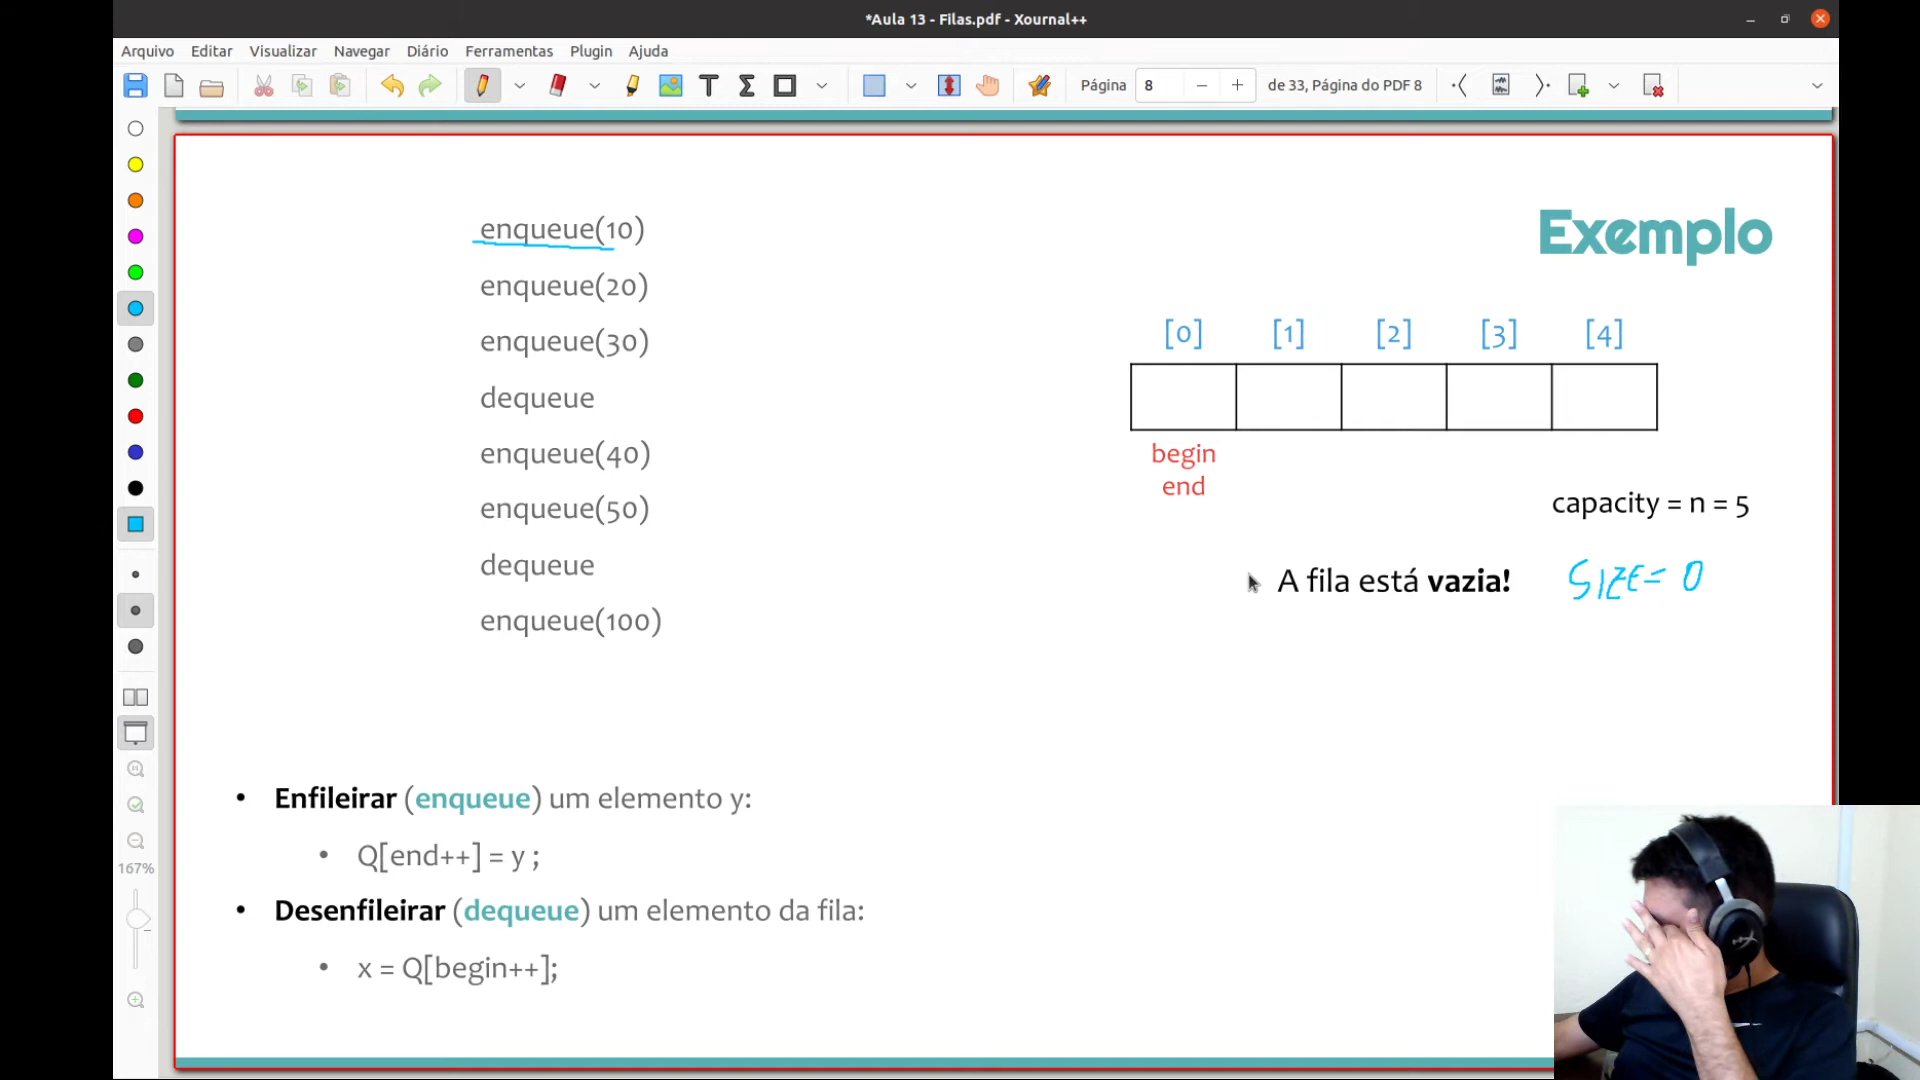 *Aula 13 - Filas.pdf - Xournal++
Arquivo Editar Visualizar Navegar Diário Ferramentas Plugin Ajuda
Página 8 de 33, Página do PDF 8
Exemplo
enqueue(10)
enqueue(20)
enqueue(30)
dequeue
enqueue(40)
enqueue(50)
dequeue
enqueue(100)
[0] [1] [2] [3] [4]
begin
end
capacity = n = 5
A fila está vazia! SIZE= 0
• Enfileirar (enqueue) um elemento y:
• Q[end++] = y ;
• Desenfileirar (dequeue) um elemento da fila:
• x = Q[begin++];
167%